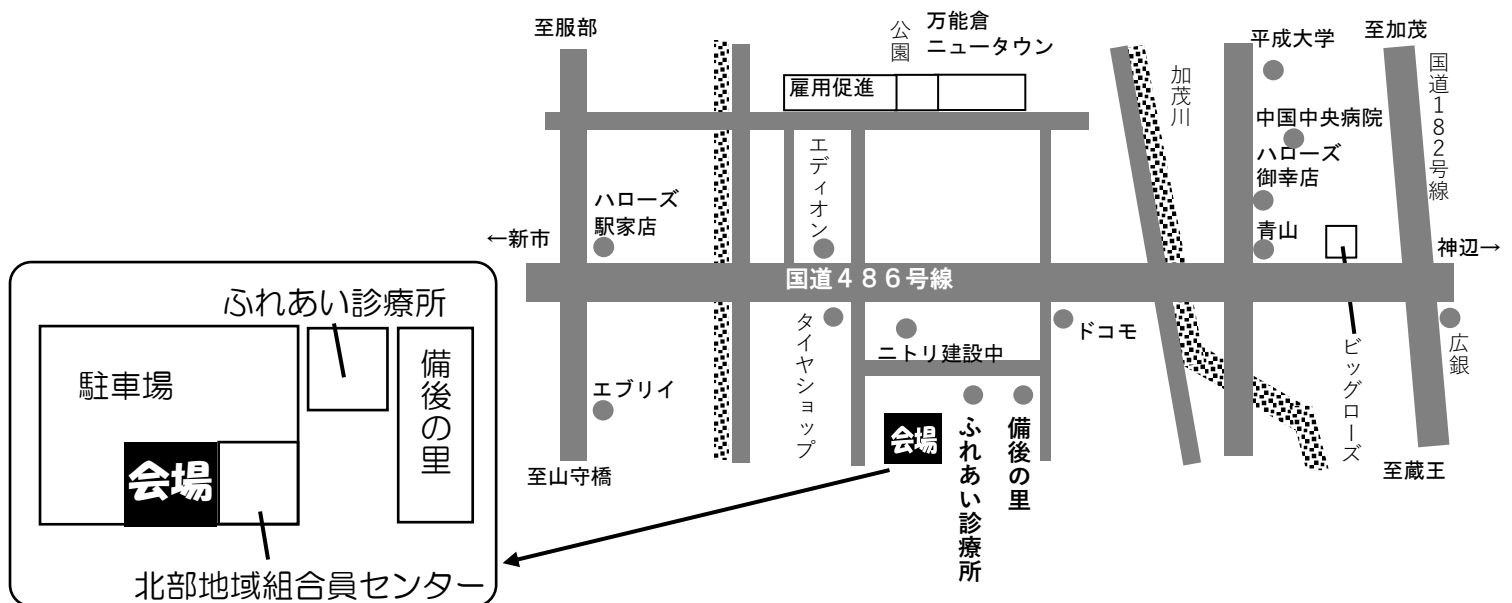 至服部
公園
万能倉
ニュータウン
平成大学
至加茂
国道182号線
雇用促進
加茂川
中国中央病院
エディオン
ハローズ
御幸店
ハローズ
駅家店
←新市
青山
神辺→
国道486号線
ふれあい診療所
タイヤショップ
ニトリ建設中
ドコモ
ビッグローズ
広銀
駐車場
備後の里
エブリイ
会場
会場
ふれあい診療所
備後の里
至山守橋
至蔵王
北部地域組合員センター